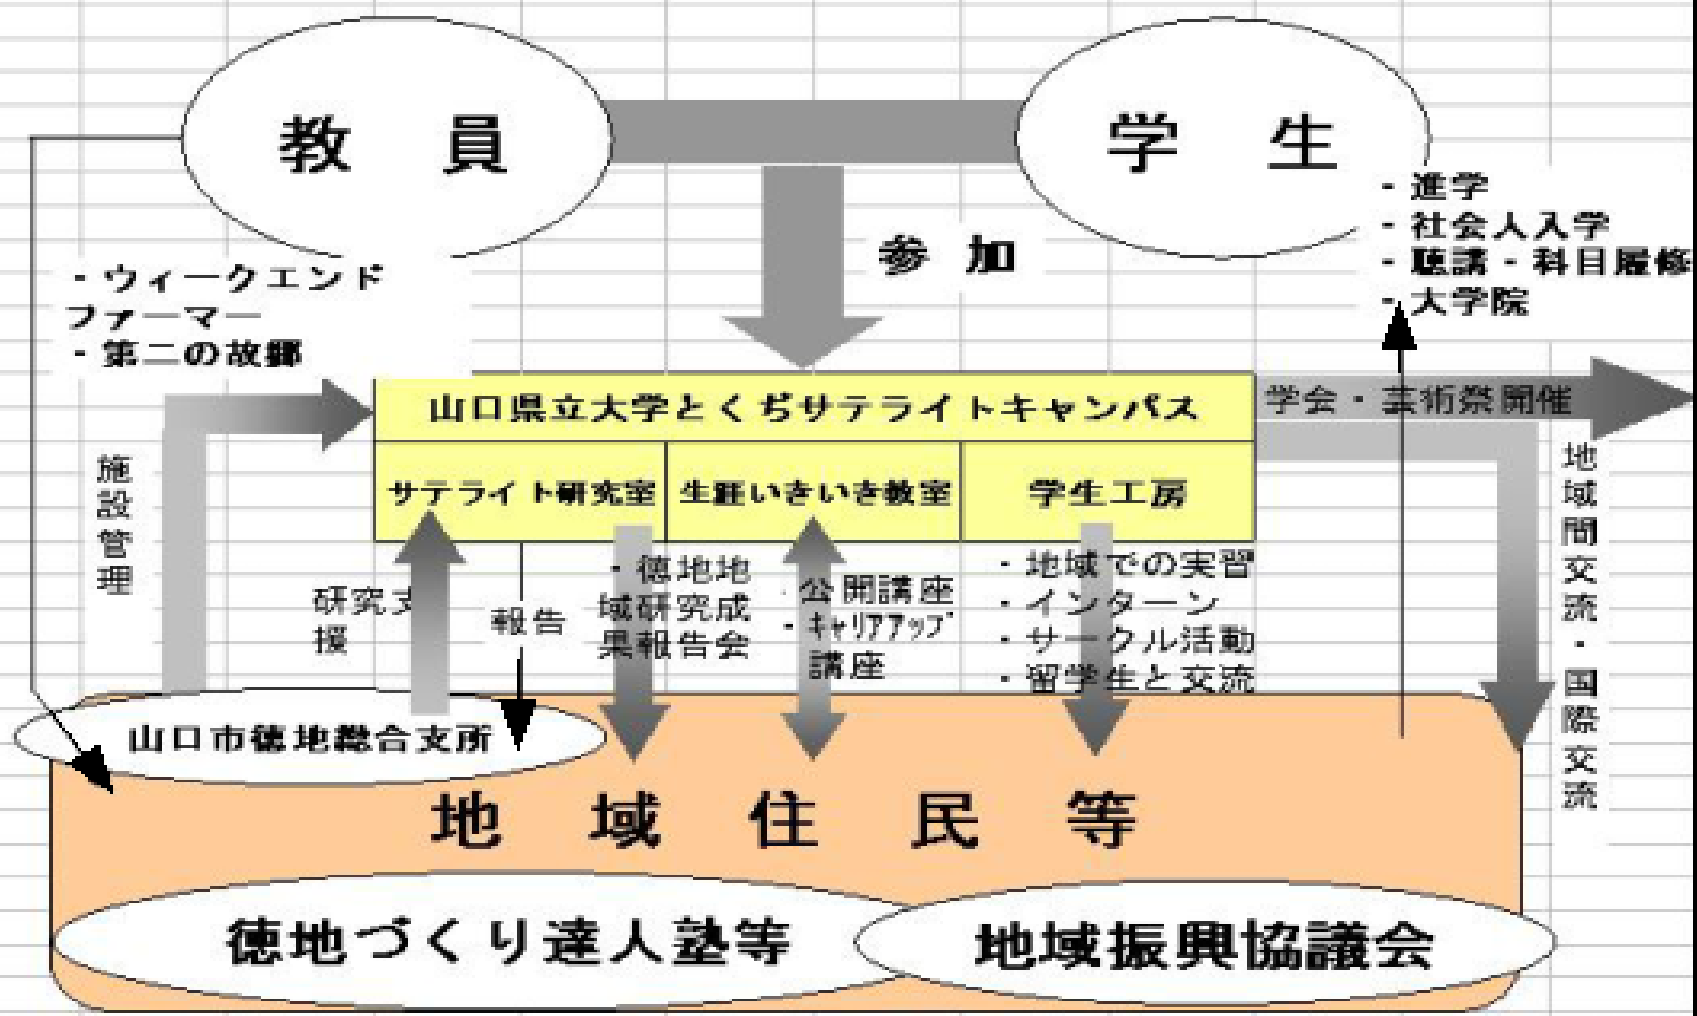 教 員
学 生
・進学
・社会人入学
・聴講・科目履修
・大学院
参 加
・ウィークエンド
ファーマー
・第二の故郷
山口県立大学とくぢサテライトキャンパス
学会・芸術祭開催
サテライト研究室
生涯いきいき教室
学生工房
施設管理
地域間交流・国際交流
研究支
援
報告
・徳地地
域研究成
果報告会
・公開講座
・キャリアアップ
講座
・地域での実習
・インターン
・サークル活動
・留学生と交流
山口市徳地総合支所
地 域 住 民 等
徳地づくり達人塾等
地域振興協議会